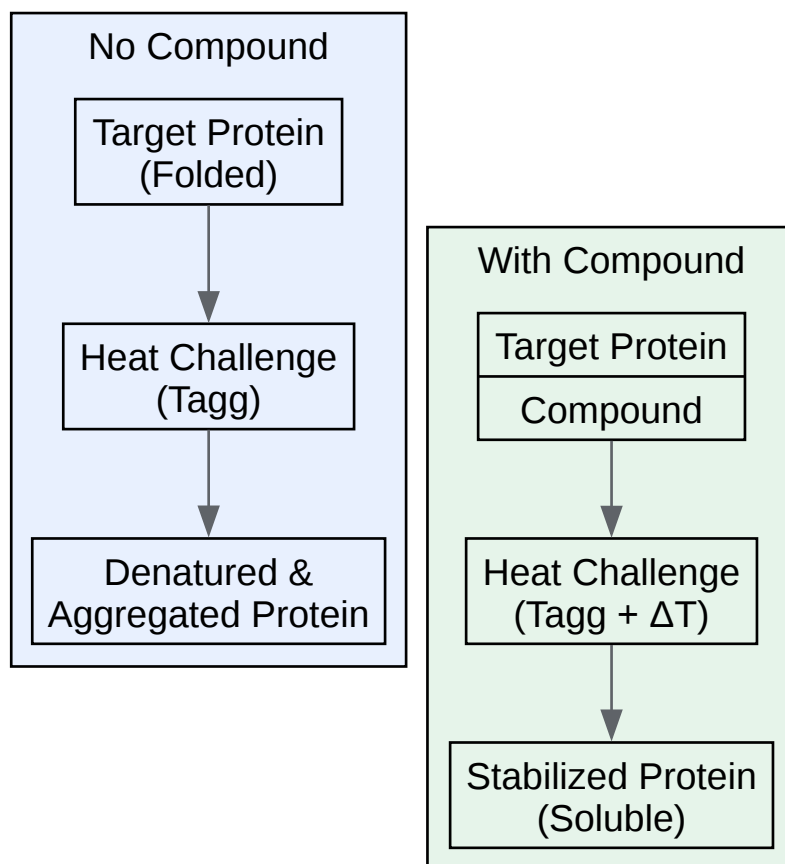 No Compound
Target Protein
(Folded)
Heat Challenge
(Tagg)
Denatured &
Aggregated Protein
With Compound
Target Protein
Compound
Heat Challenge
(Tagg + ΔT)
Stabilized Protein
(Soluble)